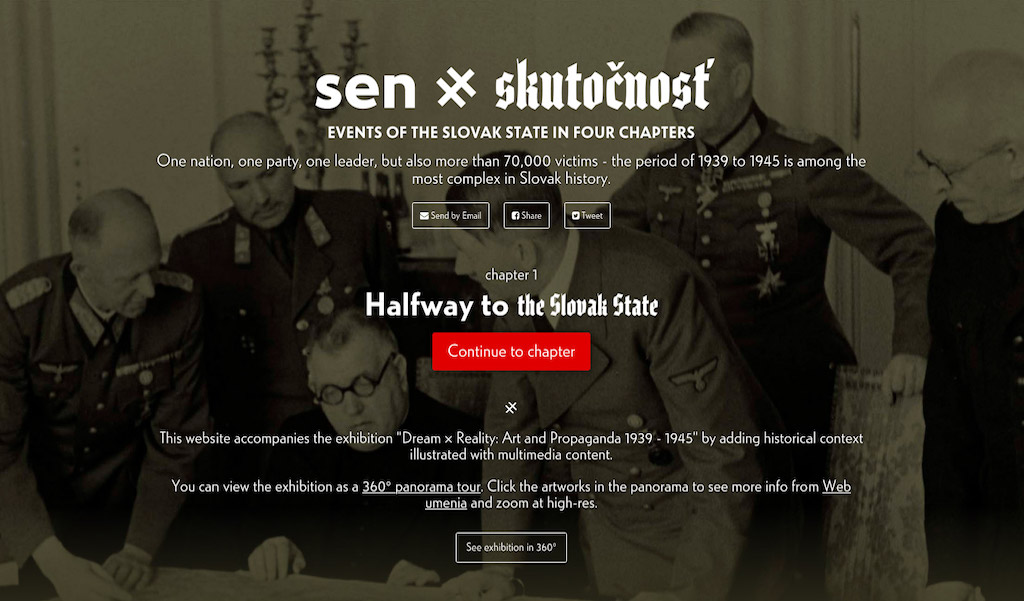 sen × skutočnosť
EVENTS OF THE SLOVAK STATE IN FOUR CHAPTERS
One nation, one party, one leader, but also more than 70,000 victims - the period of 1939 to 1945 is among the
most complex in Slovak history.
Send by Email
Share
Tweet
chapter 1
Halfway to the Slovak State
Continue to chapter
This website accompanies the exhibition "Dream × Reality: Art and Propaganda 1939 - 1945" by adding historical context
illustrated with multimedia content.
You can view the exhibition as a 360° panorama tour. Click the artworks in the panorama to see more info from Web
umenia and zoom at high-res.
See exhibition in 360°